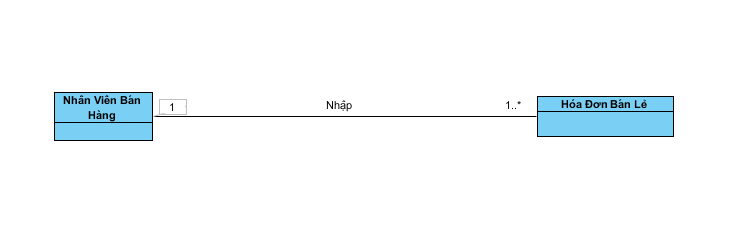 Nhân Viên Bán
Hàng
1
Nhập
1..*
Hóa Đơn Bán Lẻ